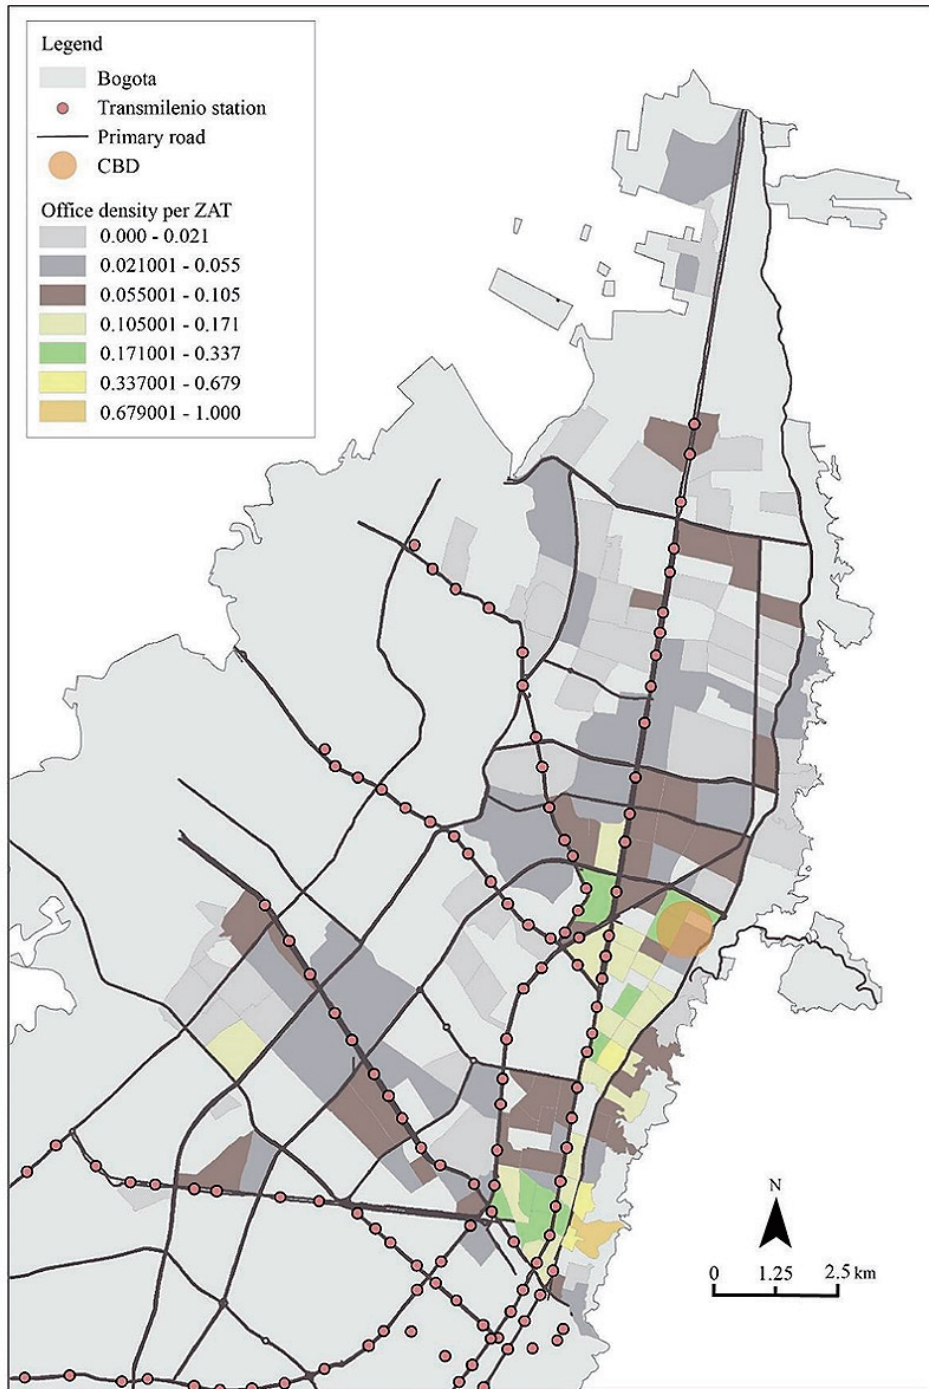 Legend
Bogota
Transmilenio station
Primary road
CBD
Office density per ZAT
0.000 - 0.021
0.021001 - 0.055
0.055001 - 0.105
0.105001 - 0.171
0.171001 - 0.337
0.337001 - 0.679
0.679001 - 1.000
N
0 1.25 2.5 km